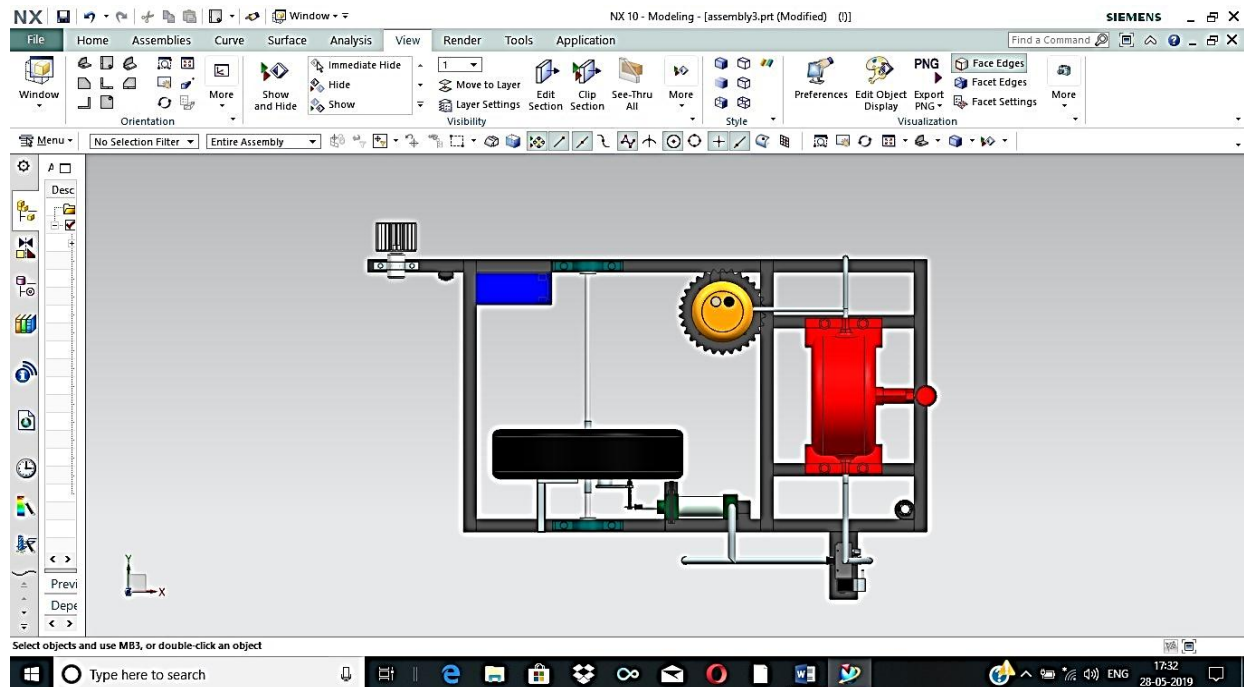 NX Window NX 10 - Modeling - [assembly3.prt (Modified) (!)] SIEMENS
File Home Assemblies Curve Surface Analysis View Render Tools Application Find a Command
Window
More
Orientation
Show and Hide
Immediate Hide
Hide
Show
1
Move to Layer
Layer Settings
Edit Section
Clip Section
See-Thru All
More
Visibility
Style
Preferences
Edit Object Display
PNG
Export PNG
Face Edges
Facet Edges
Facet Settings
More
Visualization
Menu No Selection Filter Entire Assembly
Desc
Y
X
Previ
Depe
Select objects and use MB3, or double-click an object
Type here to search
ENG
17:32
28-05-2019